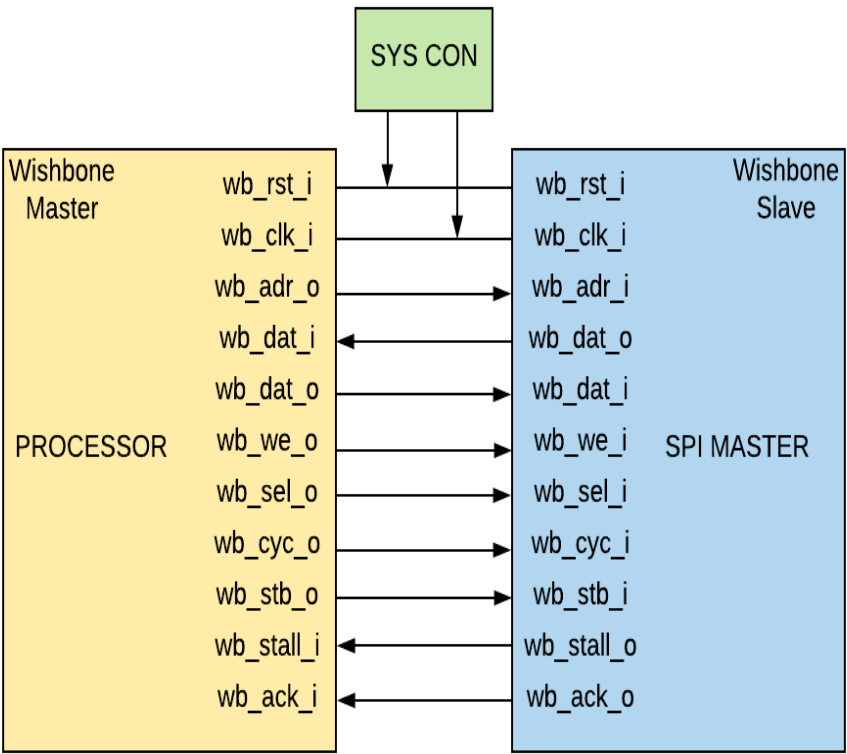 SYS CON
Wishbone
Master
wb_rst_i
wb_clk_i
wb_adr_o
wb_dat_i
wb_dat_o
PROCESSOR
wb_we_o
wb_sel_o
wb_cyc_o
wb_stb_o
wb_stall_i
wb_ack_i
wb_rst_i
wb_clk_i
wb_adr_i
wb_dat_o
wb_dat_i
wb_we_i
wb_sel_i
wb_cyc_i
wb_stb_i
wb_stall_o
wb_ack_o
Wishbone
Slave
SPI MASTER